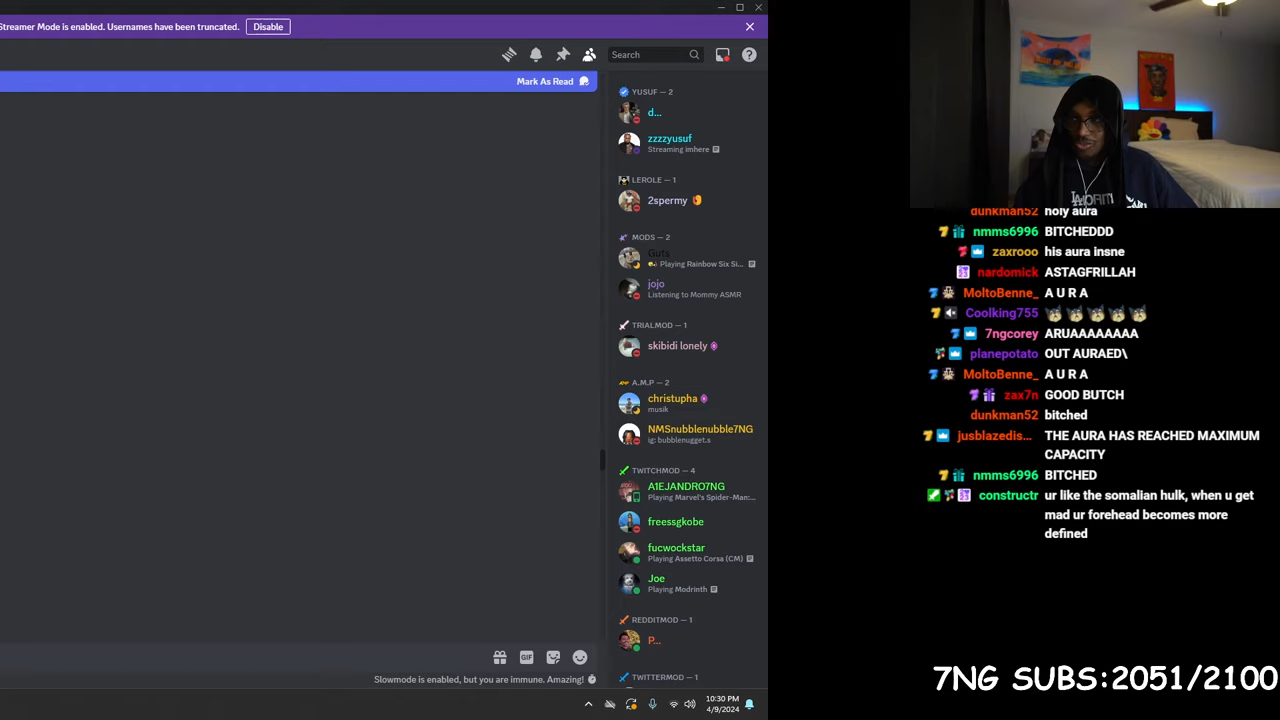 Streamer Mode is enabled. Usernames have been truncated. Disable
Search
Mark As Read
YUSUF — 2
d...
zzzzyusuf
Streaming imhere
LEROLE — 1
2spermy
MODS — 2
Guts
Playing Rainbow Six Si...
jojo
Listening to Mommy ASMR
TRIALMOD — 1
skibidi lonely
A.M.P — 2
christupha
musik
NMSnubblenubble7NG
ig: bubblenugget.s
TWITCHMOD — 4
A1EJANDRO7NG
Playing Marvel's Spider-Man:...
freessgkobe
fucwockstar
Playing Assetto Corsa (CM)
Joe
Playing Modrinth
REDDITMOD — 1
P...
TWITTERMOD — 1
GIF
Slowmode is enabled, but you are immune. Amazing!
10:30 PM
4/9/2024
dunkman52 holy aura
nmms6996 BITCHEDDD
zaxrooo his aura insne
nardomick ASTAGFRILLAH
MoltoBenne_ A U R A
Coolking755
7ngcorey ARUAAAAAAA
planepotato OUT AURAED\
MoltoBenne_ A U R A
zax7n GOOD BUTCH
dunkman52 bitched
jusblazedis... THE AURA HAS REACHED MAXIMUM
CAPACITY
nmms6996 BITCHED
constructr ur like the somalian hulk, when u get
mad ur forehead becomes more
defined
7NG SUBS:2051/2100